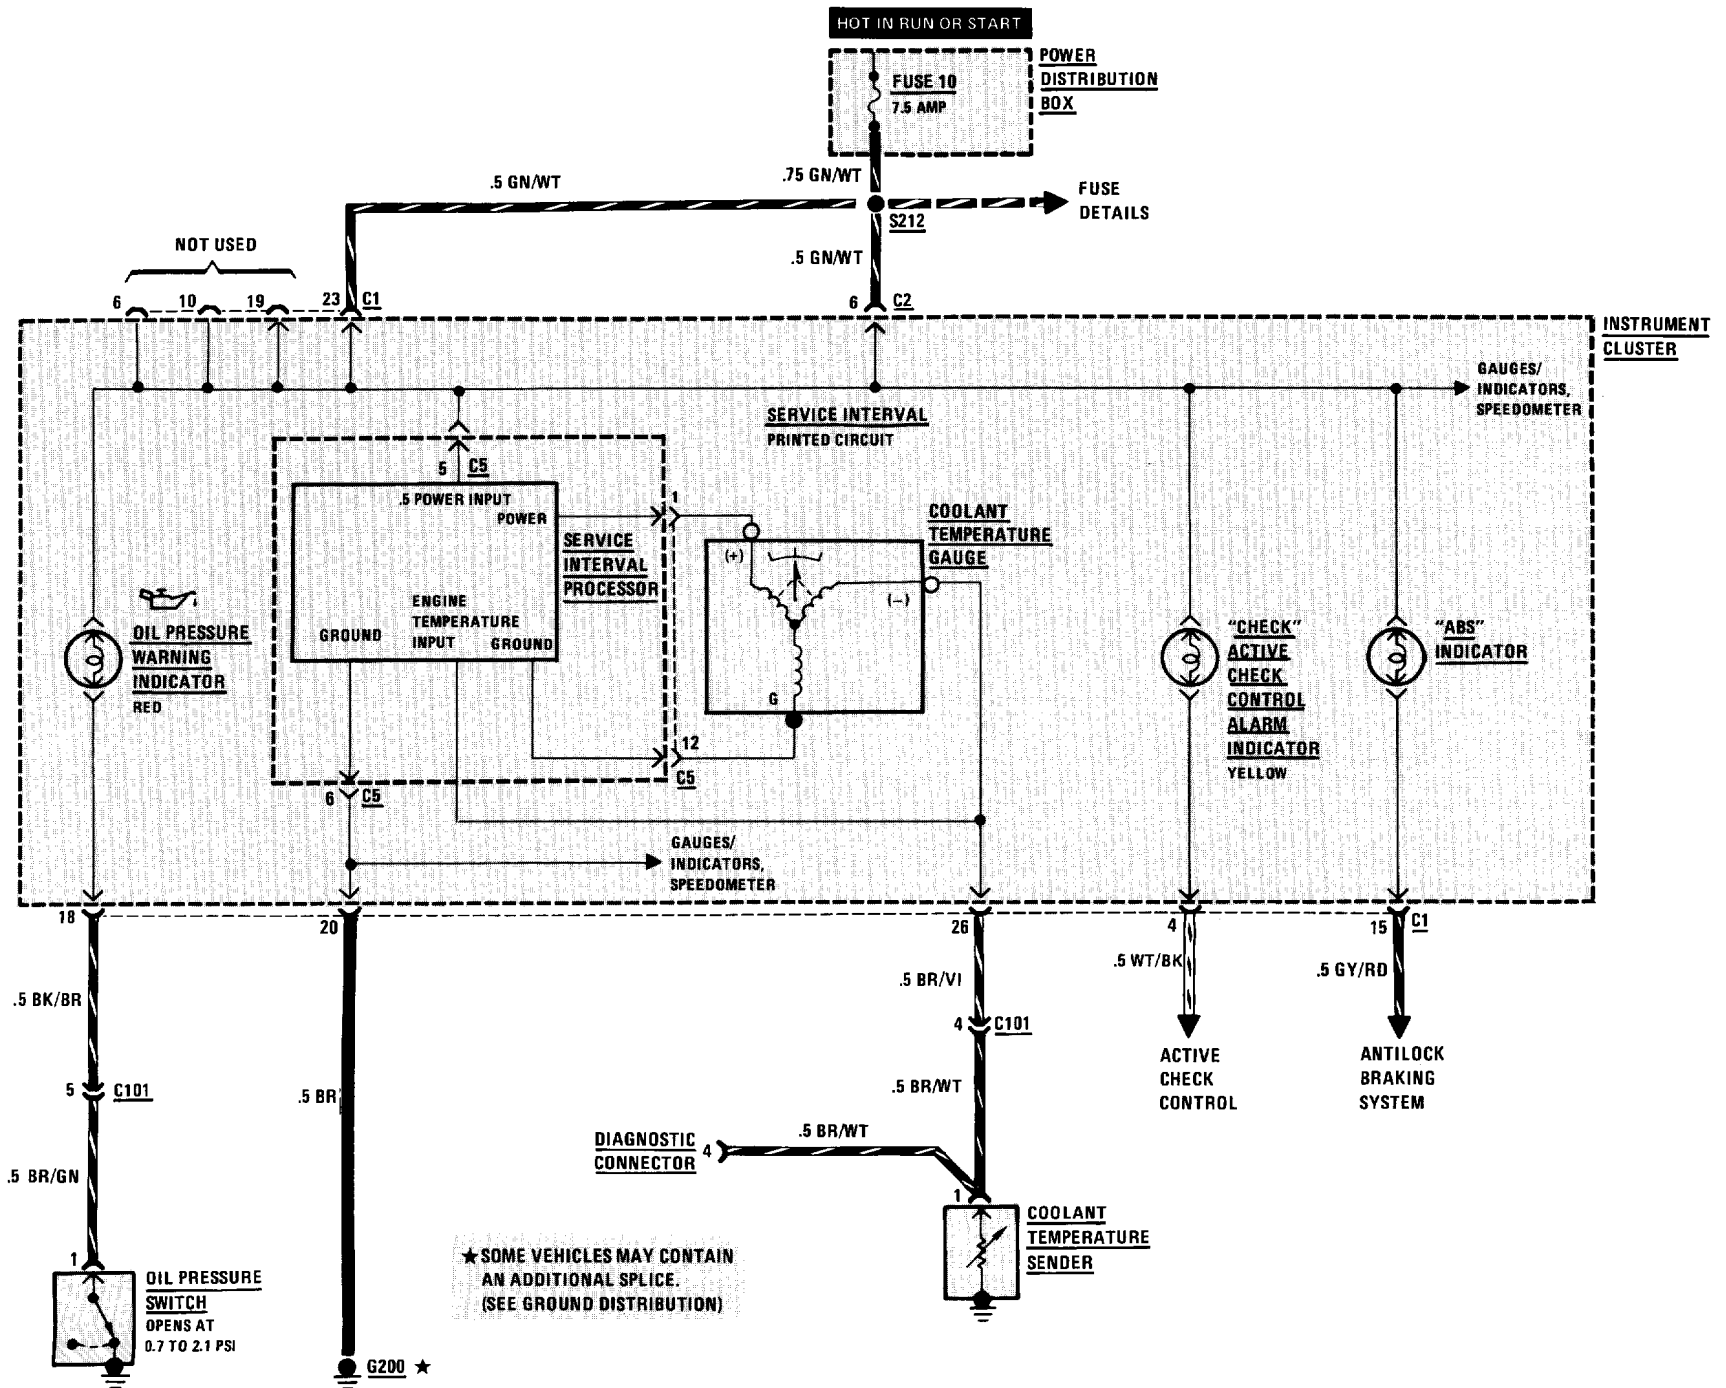 HOT IN RUN OR START
POWER
DISTRIBUTION
BOX
FUSE 10
7.5 AMP
.5 GN/WT
.75 GN/WT
FUSE
DETAILS
S212
NOT USED
.5 GN/WT
6
10
19
23
C1
6
C2
INSTRUMENT
CLUSTER
GAUGES/
INDICATORS,
SPEEDOMETER
SERVICE INTERVAL
PRINTED CIRCUIT
5
C5
.5 POWER INPUT
POWER
1
SERVICE
INTERVAL
PROCESSOR
COOLANT
TEMPERATURE
GAUGE
(+)
(−)
G
ENGINE
TEMPERATURE
INPUT
GROUND
GROUND
OIL PRESSURE
WARNING
INDICATOR
RED
"CHECK"
ACTIVE
CHECK
CONTROL
ALARM
INDICATOR
YELLOW
"ABS"
INDICATOR
12
C5
6
C5
GAUGES/
INDICATORS,
SPEEDOMETER
18
20
26
4
15
C1
.5 BK/BR
.5 BR/VI
.5 WT/BK
.5 GY/RD
4
C101
ACTIVE
CHECK
CONTROL
ANTILOCK
BRAKING
SYSTEM
5
C101
.5 BR
.5 BR/WT
DIAGNOSTIC
CONNECTOR
4
.5 BR/WT
.5 BR/GN
1
COOLANT
TEMPERATURE
SENDER
1
OIL PRESSURE
SWITCH
OPENS AT
0.7 TO 2.1 PSI
★SOME VEHICLES MAY CONTAIN
AN ADDITIONAL SPLICE.
(SEE GROUND DISTRIBUTION)
G200 ★